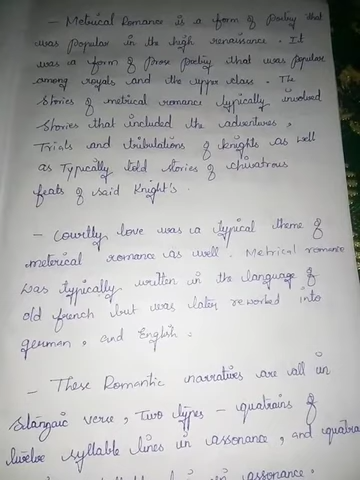 - Metrical Romance is a form of Poetry that
was popular in the high renaissance. It
was a form of Prose poetry that was popular
among royals and the upper class. The
Stories of metrical romance typically involved
Stories that included the adventures,
Trials and tribulations of knights as well
as Typically told stories of chivatrous
feats of said Knight's.
- Courtly love was a typical theme of
meterical romance as well. Metrical romance
was typically written in the language of
old french but was later reworked into
german, and English.
- These Romantic narratives are all in
Stanzaic verse, Two types - quatrains of
twelve syllable lines in assonance, and
in assonance.